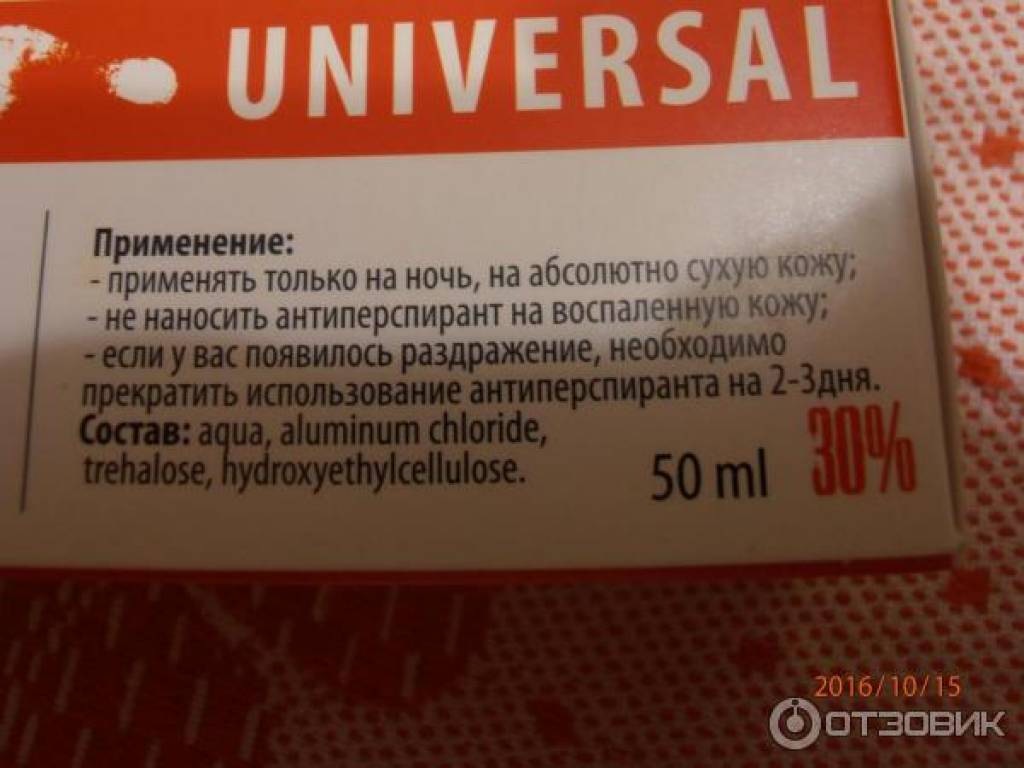 UNIVERSAL
Применение:
- применять только на ночь, на абсолютно сухую кожу;
- не наносить антиперспирант на воспаленную кожу;
- если у вас появилось раздражение, необходимо
прекратить использование антиперспиранта на 2-3дня.
Состав: aqua, aluminum chloride,
trehalose, hydroxyethylcellulose.
50 ml
30%
2016/10/15
ОТЗОВИК